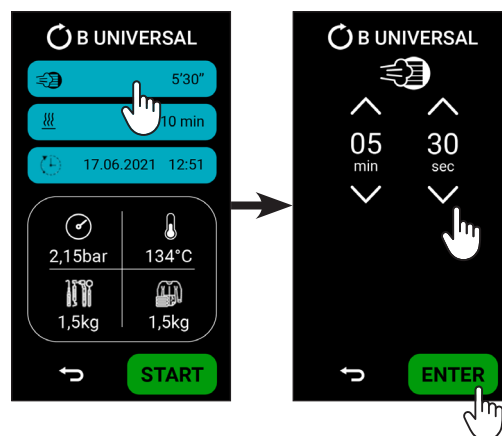 B UNIVERSAL
5'30"
10 min
17.06.2021 12:51
2,15bar 134°C
1,5kg 1,5kg
START
B UNIVERSAL
05 30
min sec
ENTER